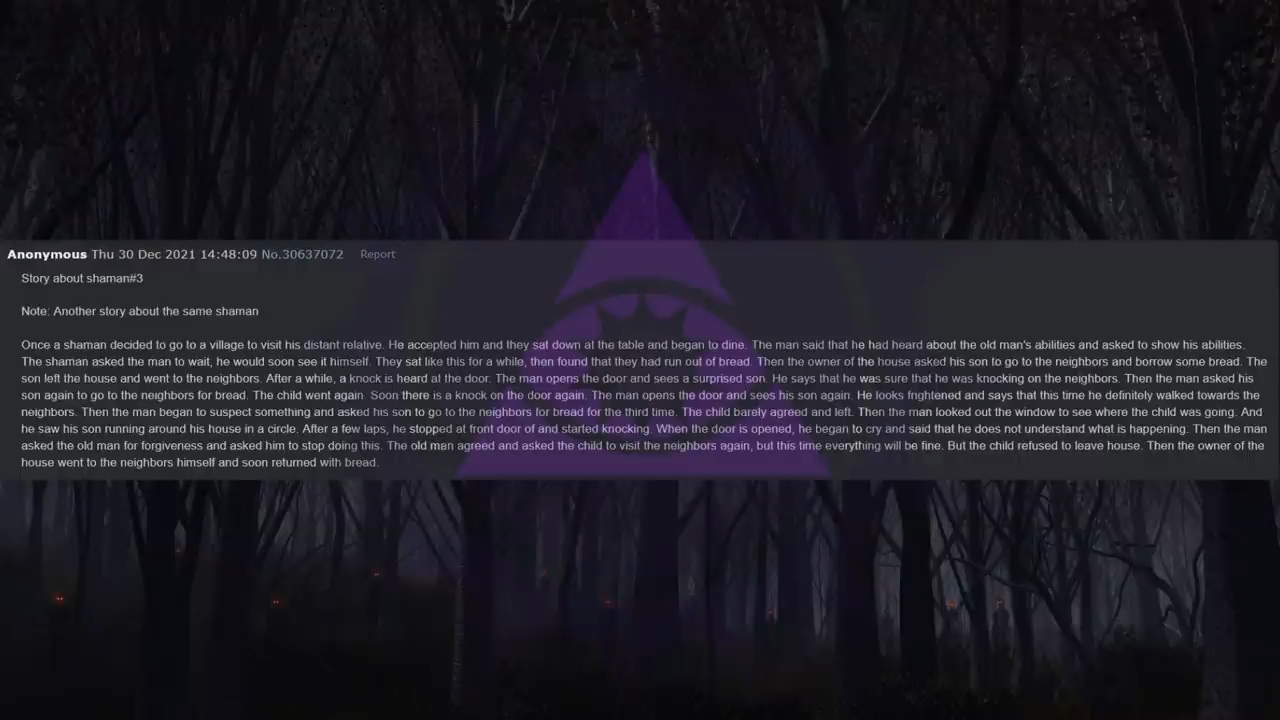 Anonymous Thu 30 Dec 2021 14:48:09 No.30637072 Report
Story about shaman#3
Note: Another story about the same shaman
Once a shaman decided to go to a village to visit his distant relative. He accepted him and they sat down at the table and began to dine. The man said that he had heard about the old man's abilities and asked to show his abilities.
The shaman asked the man to wait, he would soon see it himself. They sat like this for a while, then found that they had run out of bread. Then the owner of the house asked his son to go to the neighbors and borrow some bread. The
son left the house and went to the neighbors. After a while, a knock is heard at the door. The man opens the door and sees a surprised son. He says that he was sure that he was knocking on the neighbors. Then the man asked his
son again to go to the neighbors for bread. The child went again. Soon there is a knock on the door again. The man opens the door and sees his son again. He looks frightened and says that this time he definitely walked towards the
neighbors. Then the man began to suspect something and asked his son to go to the neighbors for bread for the third time. The child barely agreed and left. Then the man looked out the window to see where the child was going. And
he saw his son running around his house in a circle. After a few laps, he stopped at front door of and started knocking. When the door is opened, he began to cry and said that he does not understand what is happening. Then the man
asked the old man for forgiveness and asked him to stop doing this. The old man agreed and asked the child to visit the neighbors again, but this time everything will be fine. But the child refused to leave house. Then the owner of the
house went to the neighbors himself and soon returned with bread.